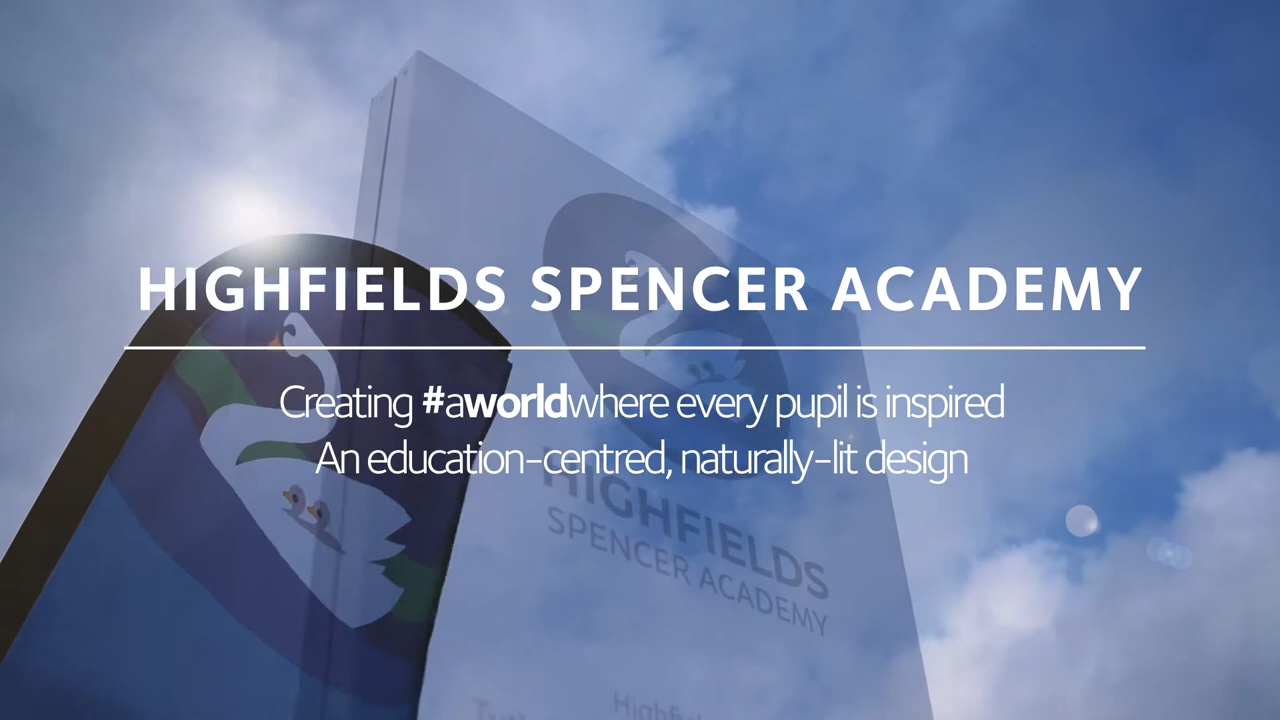 HIGHFIELDS SPENCER ACADEMY
Creating #aworldwhere every pupil is inspired
An education-centred, naturally-lit design
HIGHFIELDS
SPENCER ACADEMY